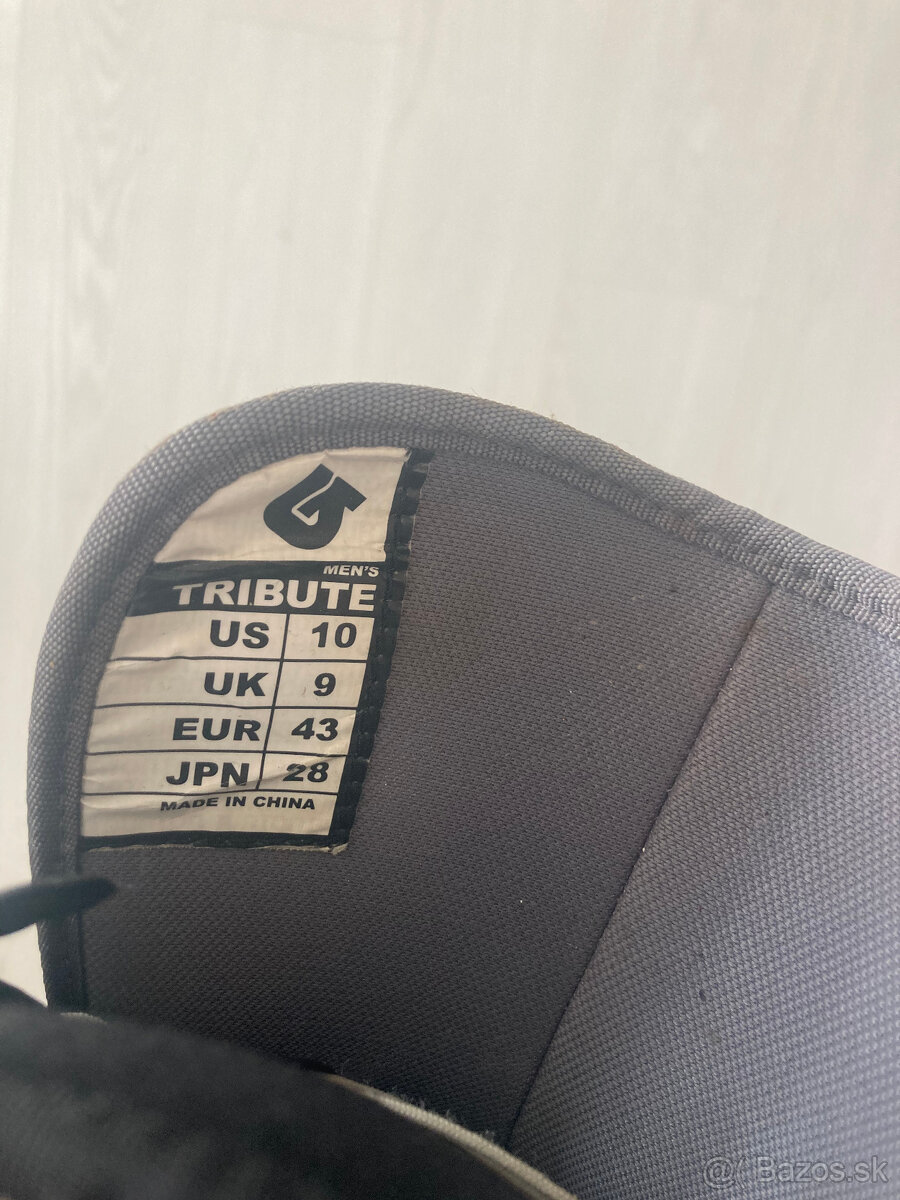 MEN'S
TRIBUTE
US 10
UK 9
EUR 43
JPN 28
MADE IN CHINA
@ Bazos.sk